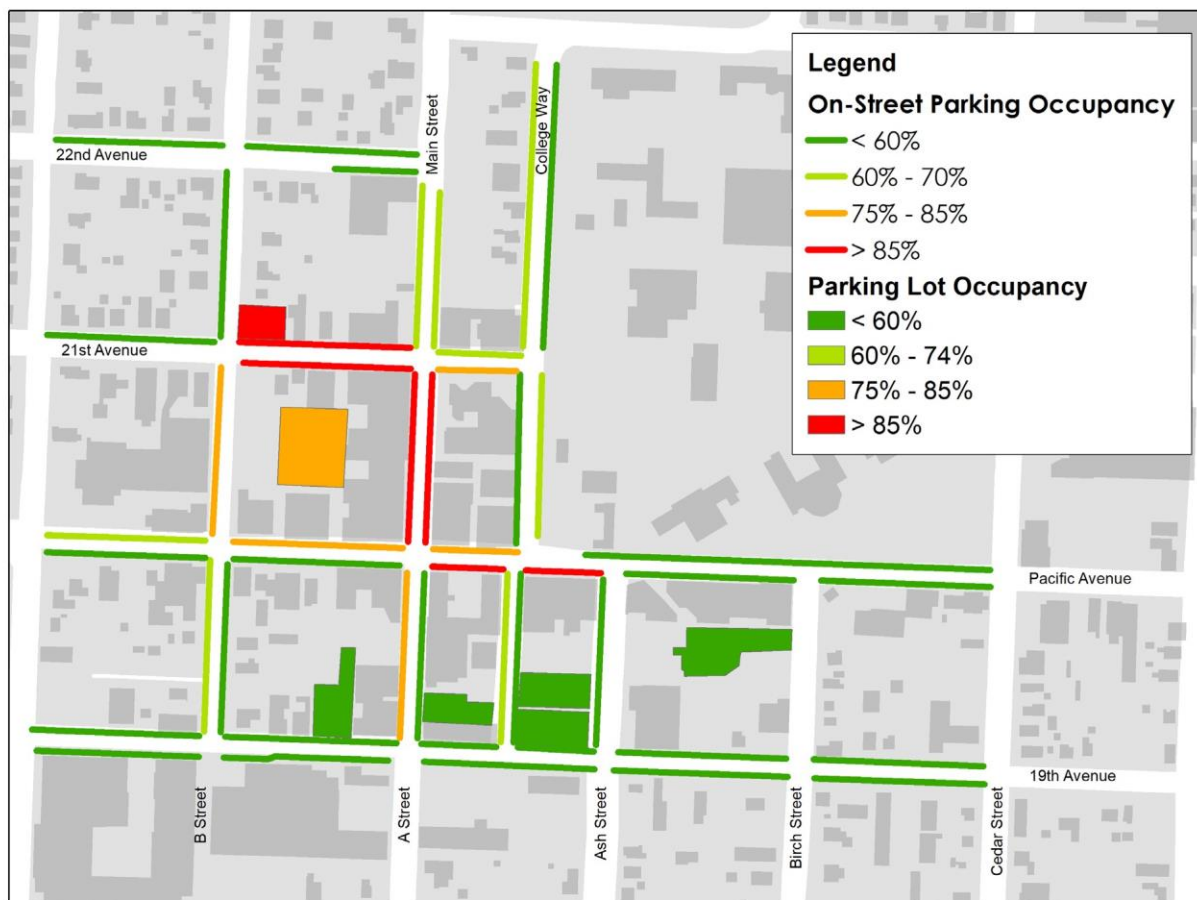 Legend
On-Street Parking Occupancy
< 60%
60% - 70%
75% - 85%
> 85%
Parking Lot Occupancy
< 60%
60% - 74%
75% - 85%
> 85%
Main Street
College Way
22nd Avenue
21st Avenue
Pacific Avenue
19th Avenue
B Street
A Street
Ash Street
Birch Street
Cedar Street